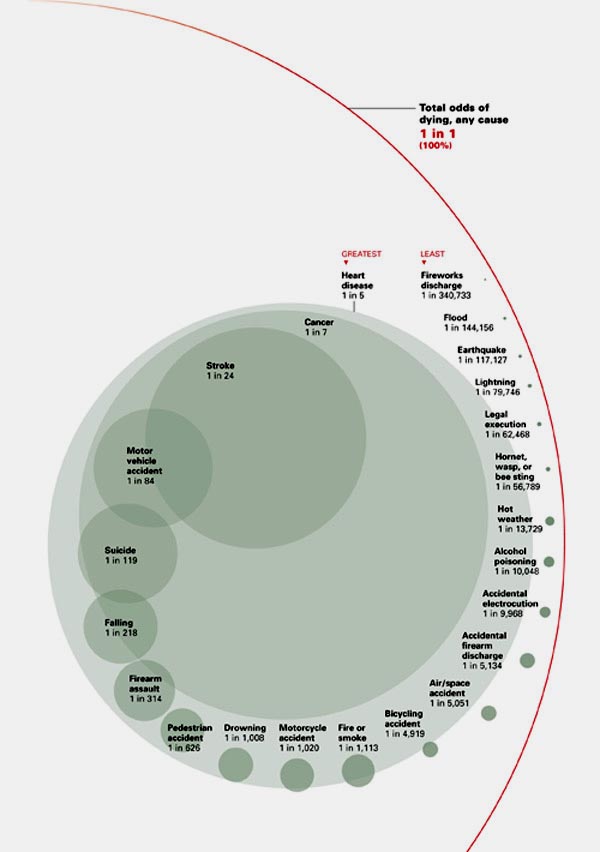 Total odds of
dying, any cause
1 in 1
(100%)
GREATEST
LEAST
Heart
disease
1 in 5
Fireworks
discharge
1 in 340,733
Cancer
1 in 7
Flood
1 in 144,156
Earthquake
1 in 117,127
Stroke
1 in 24
Lightning
1 in 79,746
Legal
execution
1 in 62,468
Motor
vehicle
accident
1 in 84
Hornet,
wasp, or
bee sting
1 in 56,789
Hot
weather
1 in 13,729
Suicide
1 in 119
Alcohol
poisoning
1 in 10,048
Accidental
electrocution
1 in 9,968
Falling
1 in 218
Accidental
firearm
discharge
1 in 5,134
Firearm
assault
1 in 314
Air/space
accident
1 in 5,051
Pedestrian
accident
1 in 626
Drowning
1 in 1,008
Motorcycle
accident
1 in 1,020
Fire or
smoke
1 in 1,113
Bicycling
accident
1 in 4,919